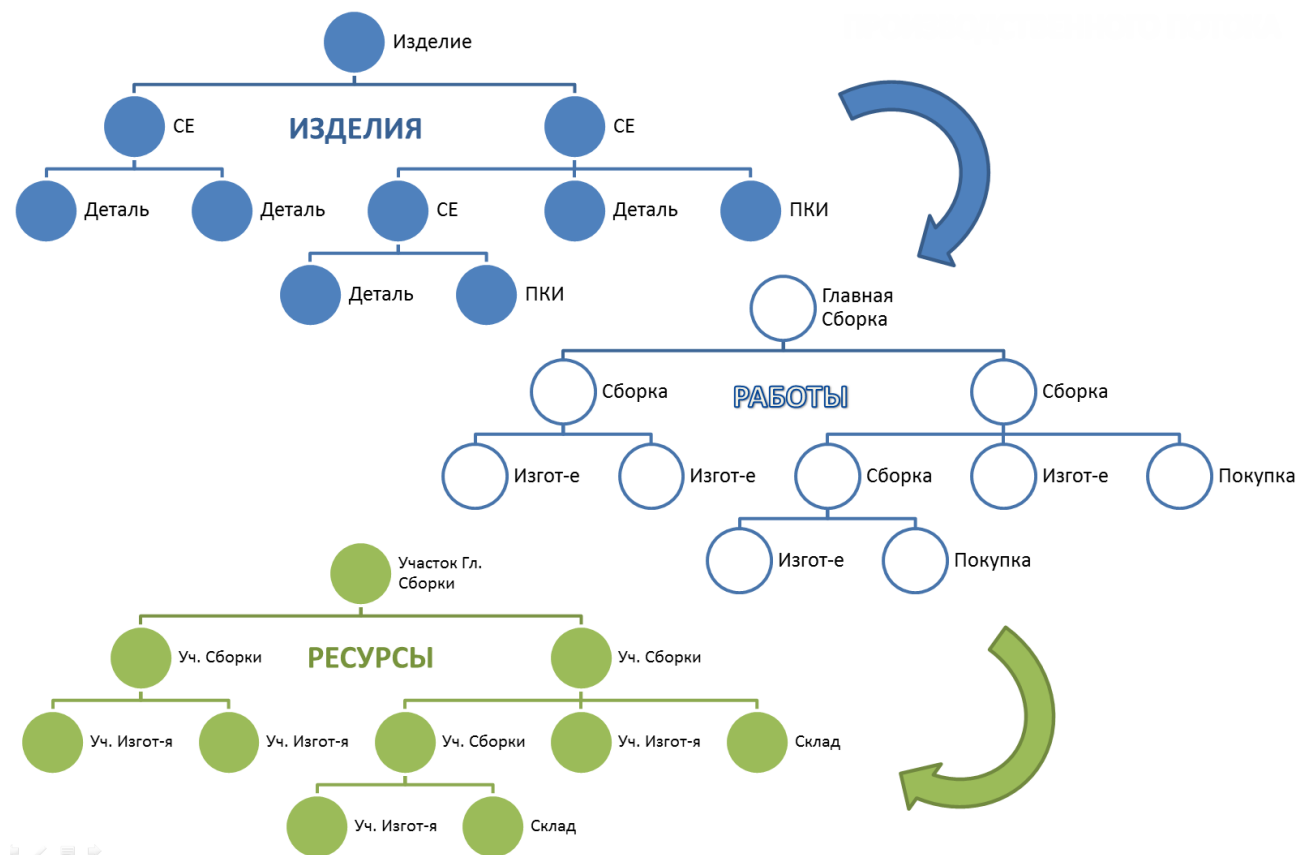 Изделие
СЕ
ИЗДЕЛИЯ
СЕ
Деталь
Деталь
СЕ
Деталь
ПКИ
Деталь
ПКИ
Главная
Сборка
Сборка
РАБОТЫ
Сборка
Изгот-е
Изгот-е
Сборка
Изгот-е
Покупка
Изгот-е
Покупка
Участок Гл.
Сборки
Уч. Сборки
РЕСУРСЫ
Уч. Сборки
Уч. Изгот-я
Уч. Изгот-я
Уч. Сборки
Уч. Изгот-я
Склад
Уч. Изгот-я
Склад